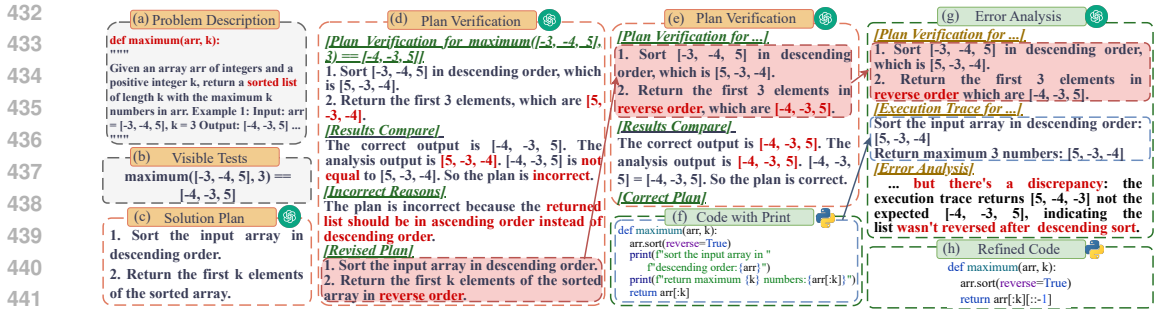 432
433
434
435
436
437
438
439
440
441
(a) Problem Description
def maximum(arr, k):
"""
Given an array arr of integers and a
positive integer k, return a sorted list
of length k with the maximum k
numbers in arr. Example 1: Input: arr
= [-3, -4, 5], k = 3 Output: [-4, -3, 5] ...
"""
(b) Visible Tests
maximum([-3, -4, 5], 3) ==
[-4, -3, 5]
(c) Solution Plan
1. Sort the input array in
descending order.
2. Return the first k elements
of the sorted array.
(d) Plan Verification
[Plan Verification for maximum([-3, -4, 5],
3) == [-4, -3, 5]]
1. Sort [-3, -4, 5] in descending order, which
is [5, -3, -4].
2. Return the first 3 elements, which are [5,
-3, -4].
[Results Compare]
The correct output is [-4, -3, 5]. The
analysis output is [5, -3, -4]. [-4, -3, 5] is not
equal to [5, -3, -4]. So the plan is incorrect.
[Incorrect Reasons]
The plan is incorrect because the returned
list should be in ascending order instead of
descending order.
[Revised Plan]
1. Sort the input array in descending order.
2. Return the first k elements of the sorted
array in reverse order.
(e) Plan Verification
[Plan Verification for ...]
1. Sort [-3, -4, 5] in descending
order, which is [5, -3, -4].
2. Return the first 3 elements in
reverse order, which are [-4, -3, 5].
[Results Compare]
The correct output is [-4, -3, 5]. The
analysis output is [-4, -3, 5]. [-4, -3,
5] = [-4, -3, 5]. So the plan is correct.
[Correct Plan]
(f) Code with Print
def maximum(arr, k):
arr.sort(reverse=True)
print(f"sort the input array in "
f"descending order:{arr}")
print(f"return maximum {k} numbers:{arr[:k]}")
return arr[:k]
(g) Error Analysis
[Plan Verification for ...]
1. Sort [-3, -4, 5] in descending order,
which is [5, -3, -4].
2. Return the first 3 elements in
reverse order, which are [-4, -3, 5].
[Execution Trace for ...]
Sort the input array in descending order:
[5, -3, -4]
Return maximum 3 numbers: [5, -3, -4]
[Error Analysis]
... but there's a discrepancy: the
execution trace returns [5, -4, -3] not the
expected [-4, -3, 5], indicating the
list wasn't reversed after descending sort.
(h) Refined Code
def maximum(arr, k):
arr.sort(reverse=True)
return arr[:k][::-1]